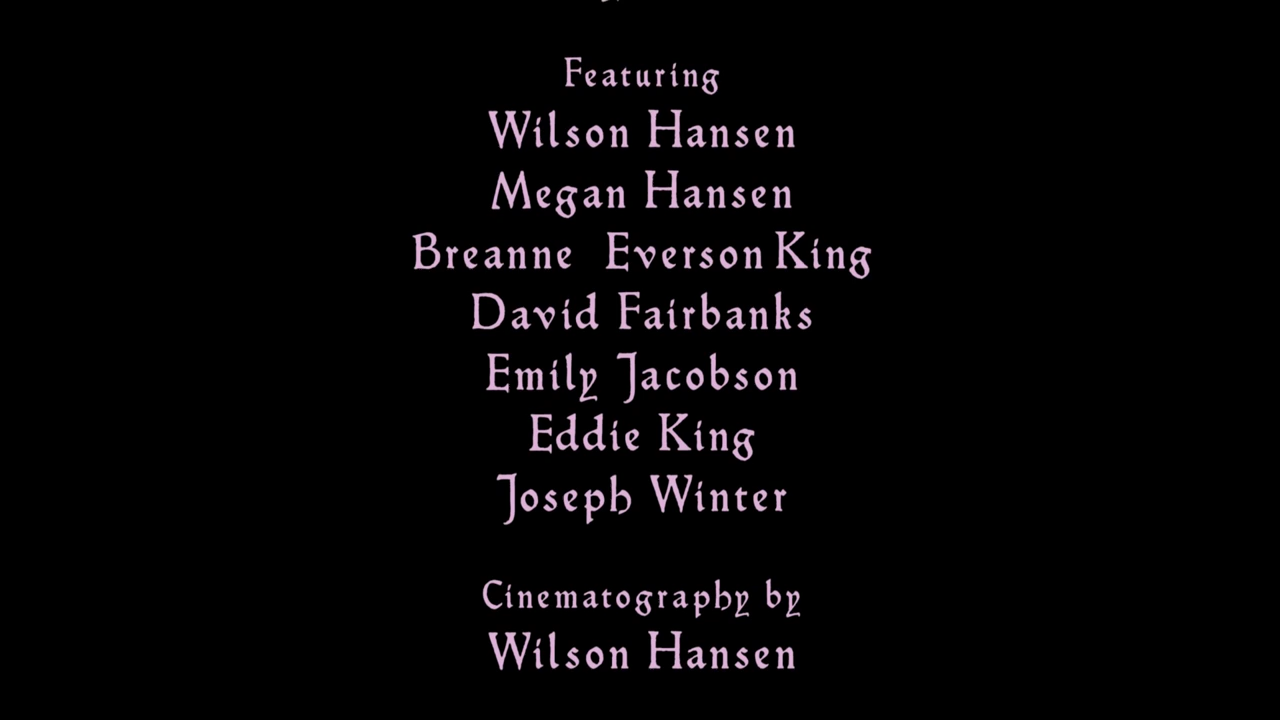 Featuring
Wilson Hansen
Megan Hansen
Breanne Everson King
David Fairbanks
Emily Jacobson
Eddie King
Joseph Winter
Cinematography by
Wilson Hansen